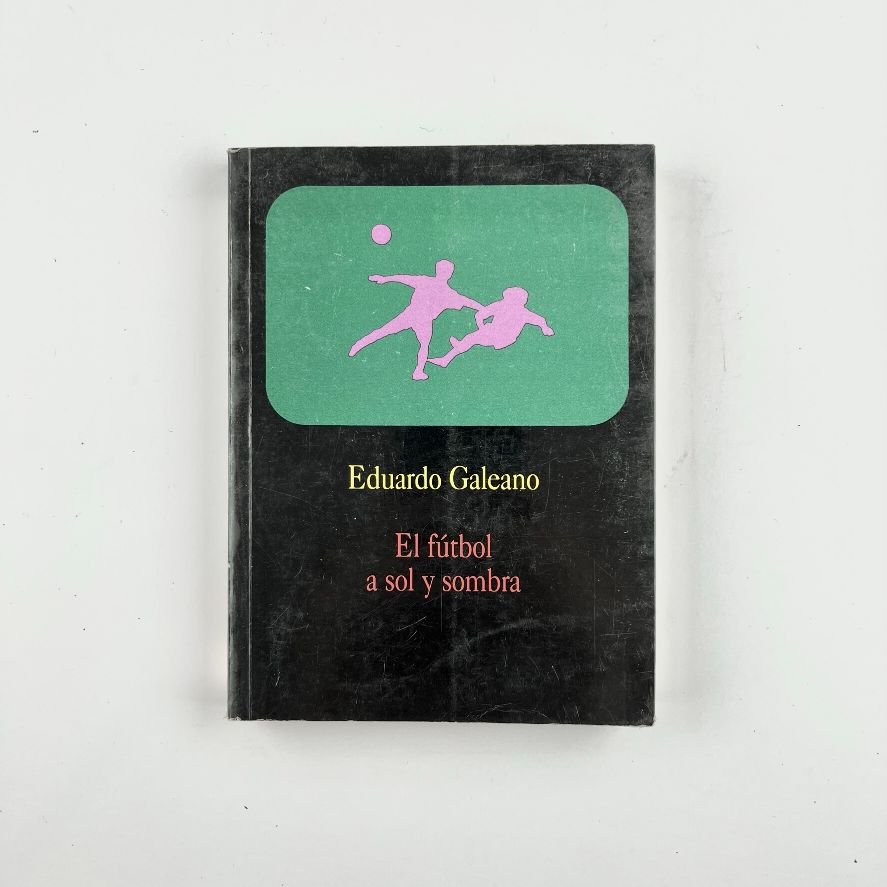 Eduardo Galeano
El fútbol
a sol y sombra